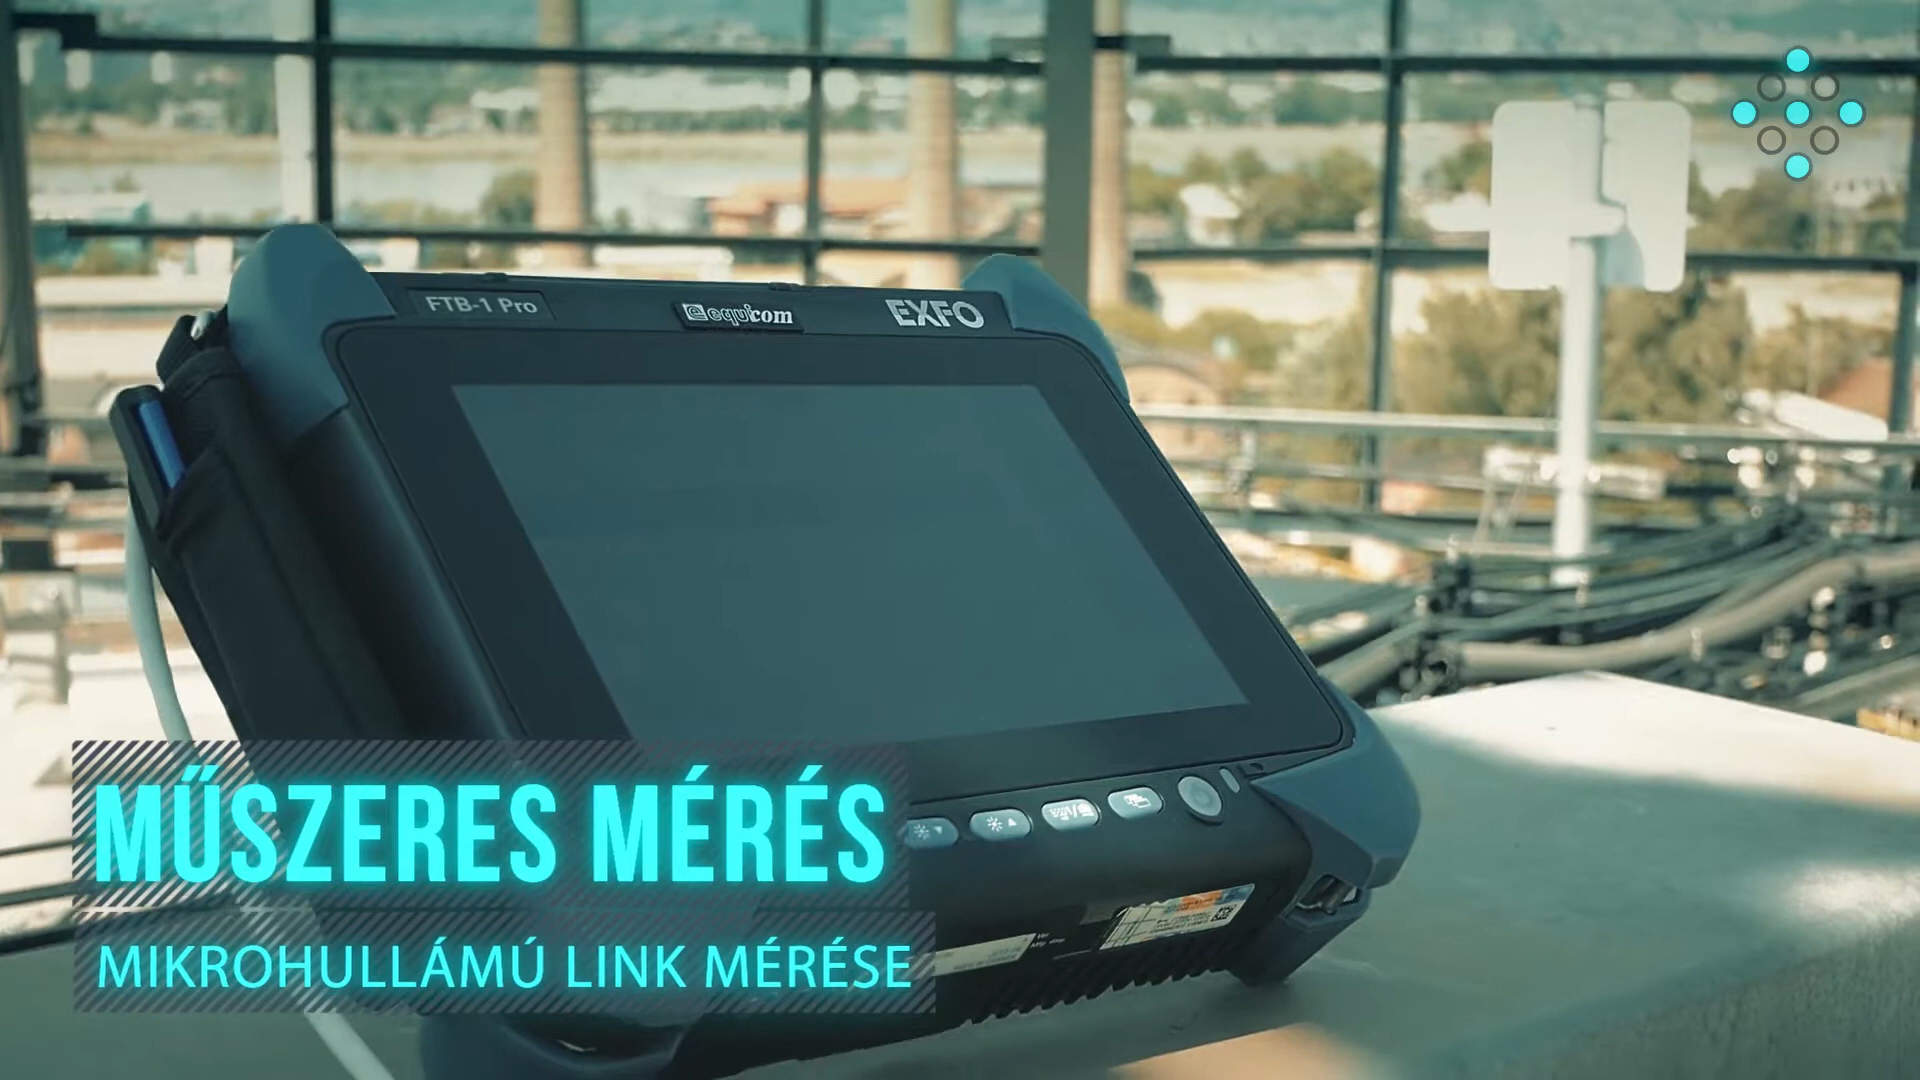 FTB-1 Pro
equicom
EXFO
MŰSZERES MÉRÉS
MIKROHULLÁMÚ LINK MÉRÉSE